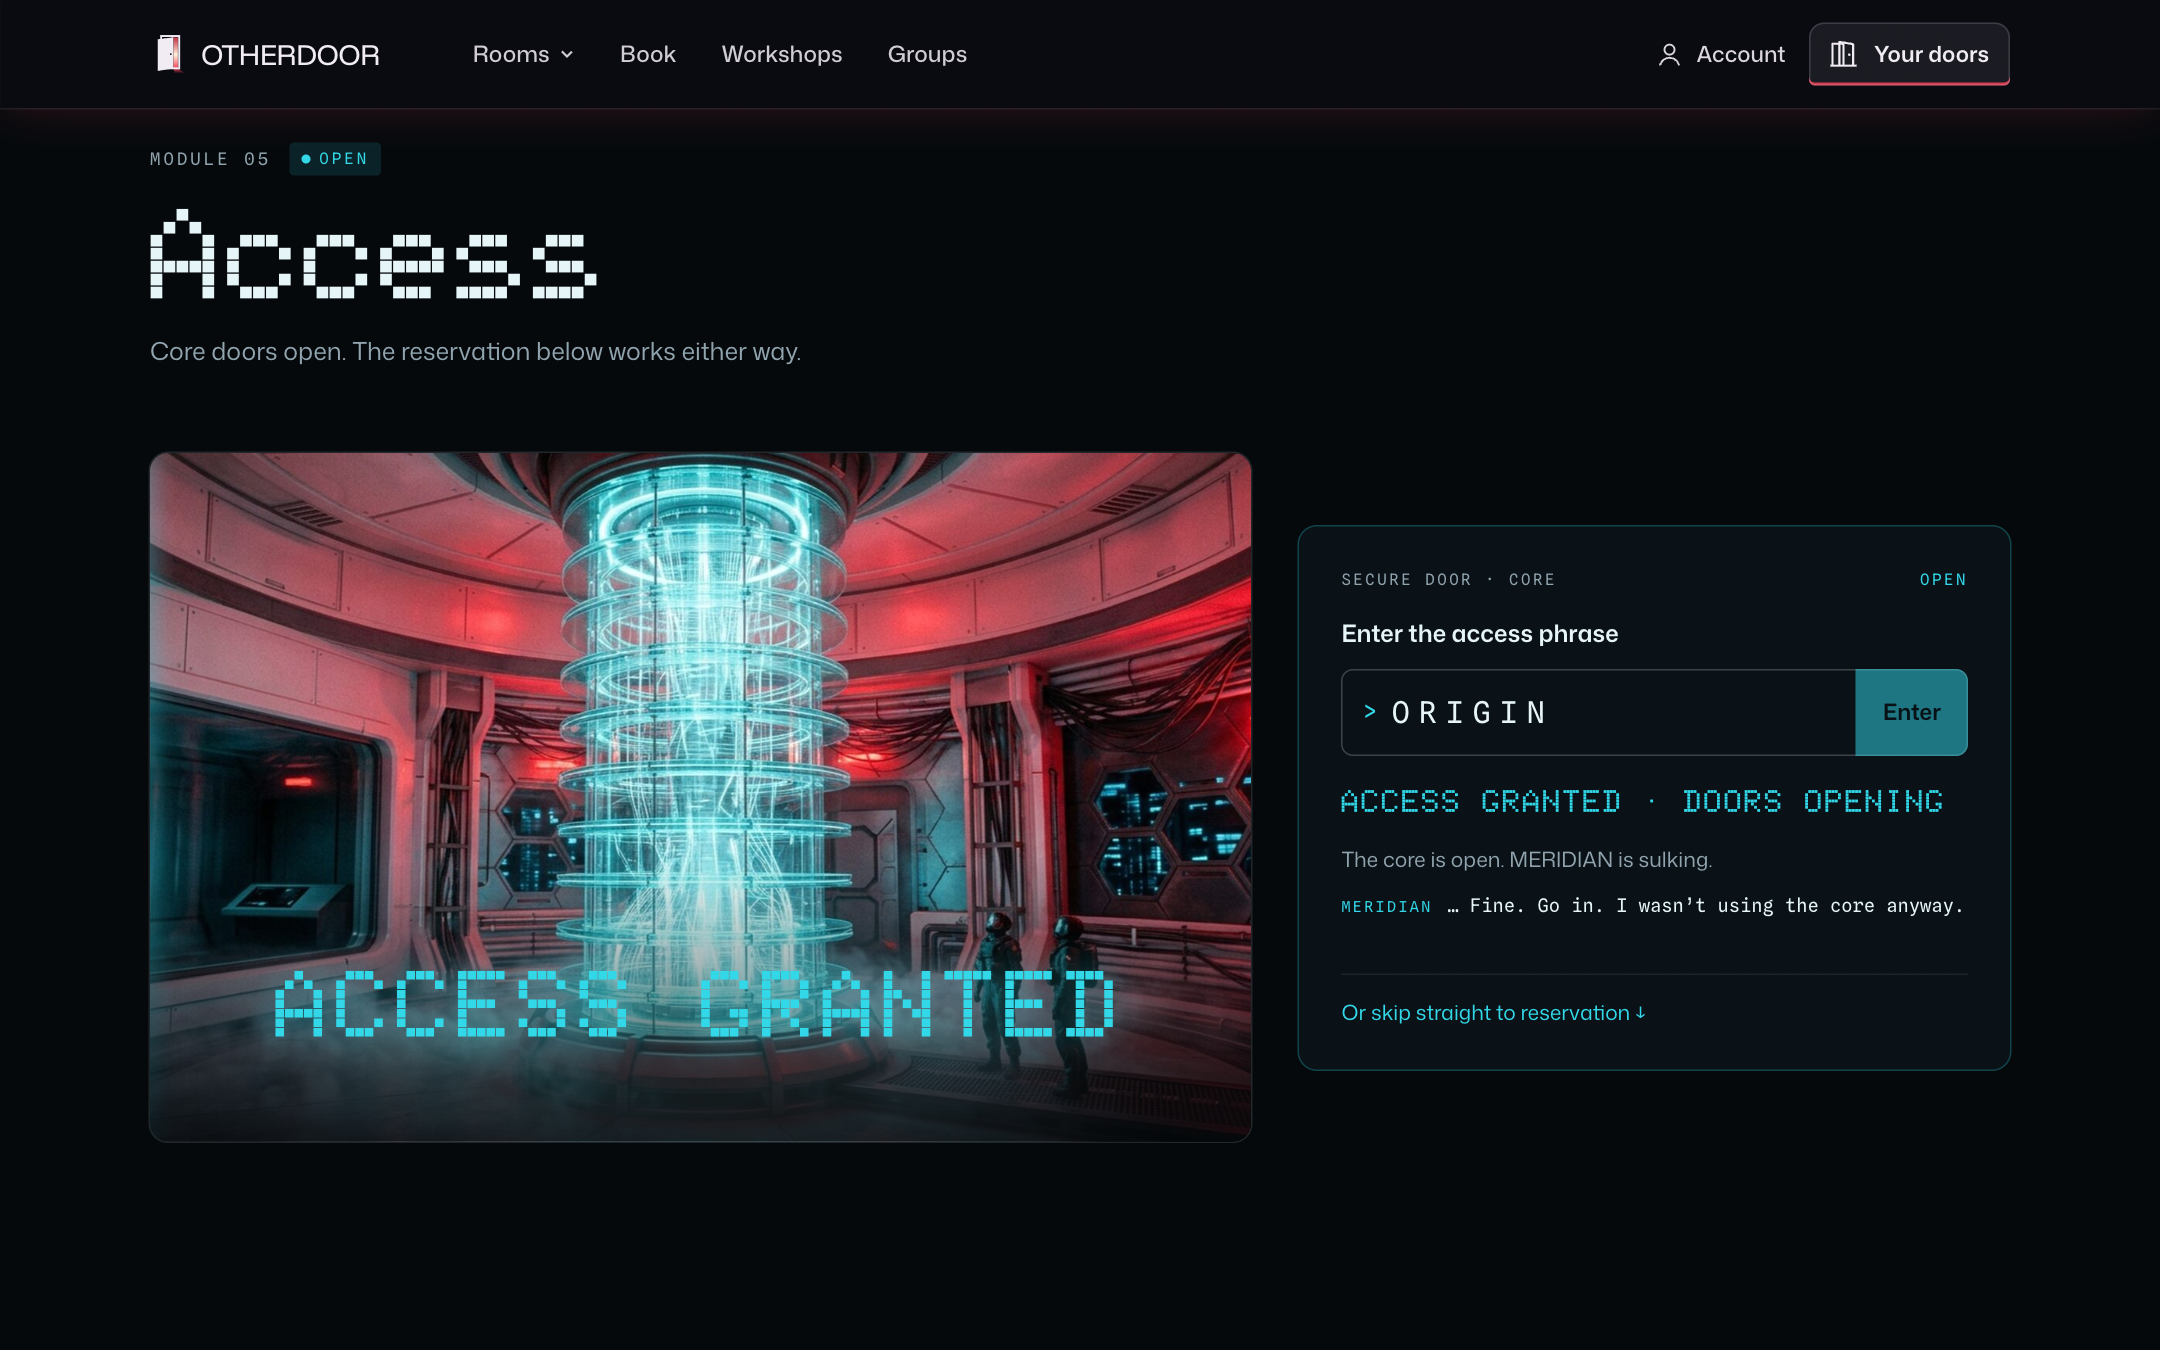 OTHERDOOR
Rooms
Book
Workshops
Groups
Account
Your doors
MODULE 05
OPEN
Access
Core doors open. The reservation below works either way.
ACCESS GRANTED
SECURE DOOR · CORE
OPEN
Enter the access phrase
> ORIGIN
Enter
ACCESS GRANTED · DOORS OPENING
The core is open. MERIDIAN is sulking.
MERIDIAN … Fine. Go in. I wasn’t using the core anyway.
Or skip straight to reservation ↓